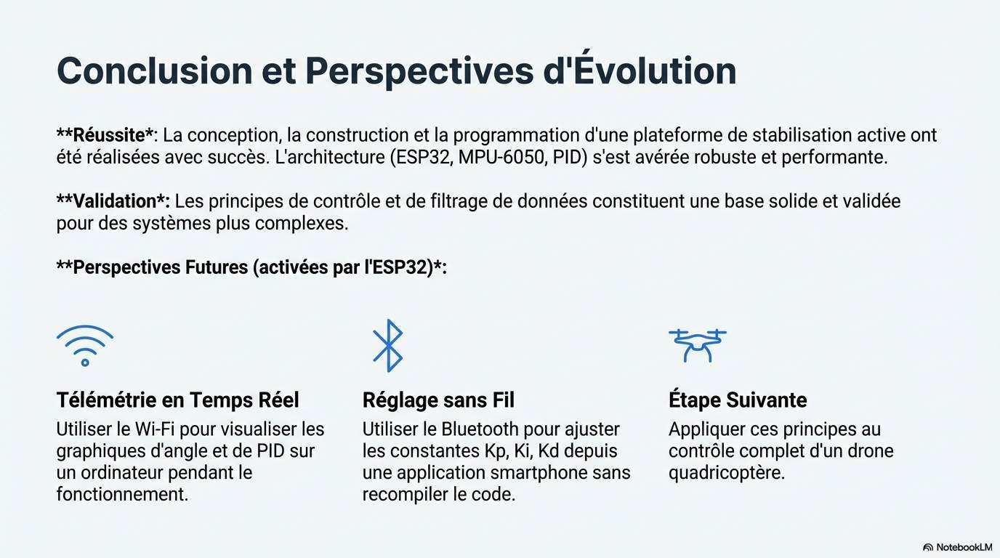 Conclusion et Perspectives d'Évolution
**Réussite*: La conception, la construction et la programmation d'une plateforme de stabilisation active ont
été réalisées avec succès. L'architecture (ESP32, MPU-6050, PID) s'est avérée robuste et performante.
**Validation*: Les principes de contrôle et de filtrage de données constituent une base solide et validée
pour des systèmes plus complexes.
**Perspectives Futures (activées par l'ESP32)*:
Télémétrie en Temps Réel
Utiliser le Wi-Fi pour visualiser les
graphiques d'angle et de PID sur
un ordinateur pendant le
fonctionnement.
Réglage sans Fil
Utiliser le Bluetooth pour ajuster
les constantes Kp, Ki, Kd depuis
une application smartphone sans
recompiler le code.
Étape Suivante
Appliquer ces principes au
contrôle complet d'un drone
quadricoptère.
NotebookLM